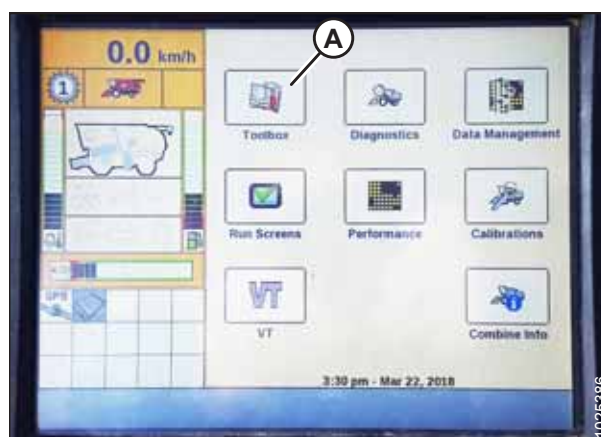 A
0.0 km/h
1
Toolbox
Diagnostics
Data Management
Run Screens
Performance
Calibrations
GPS
VT
VT
Combine Info
3:30 pm - Mar 22, 2018
1025286